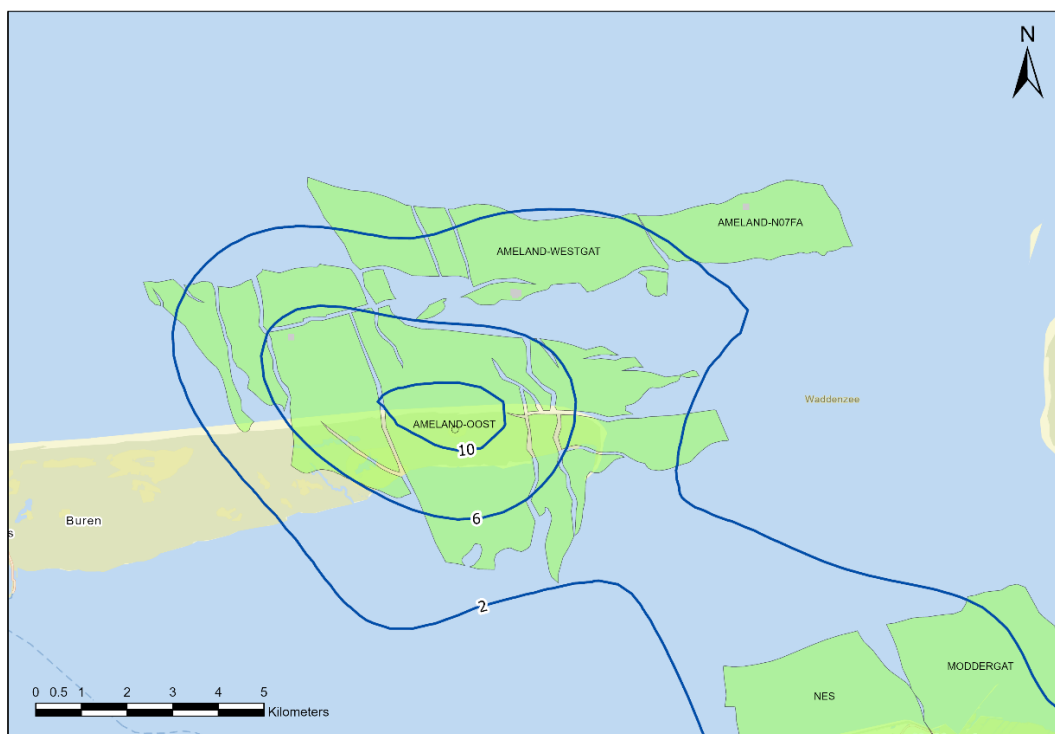 N
AMELAND-N07FA
AMELAND-WESTGAT
Waddenzee
AMELAND-OOST
10
6
Buren
s
2
MODDERGAT
NES
0 0.5 1 2 3 4 5
Kilometers